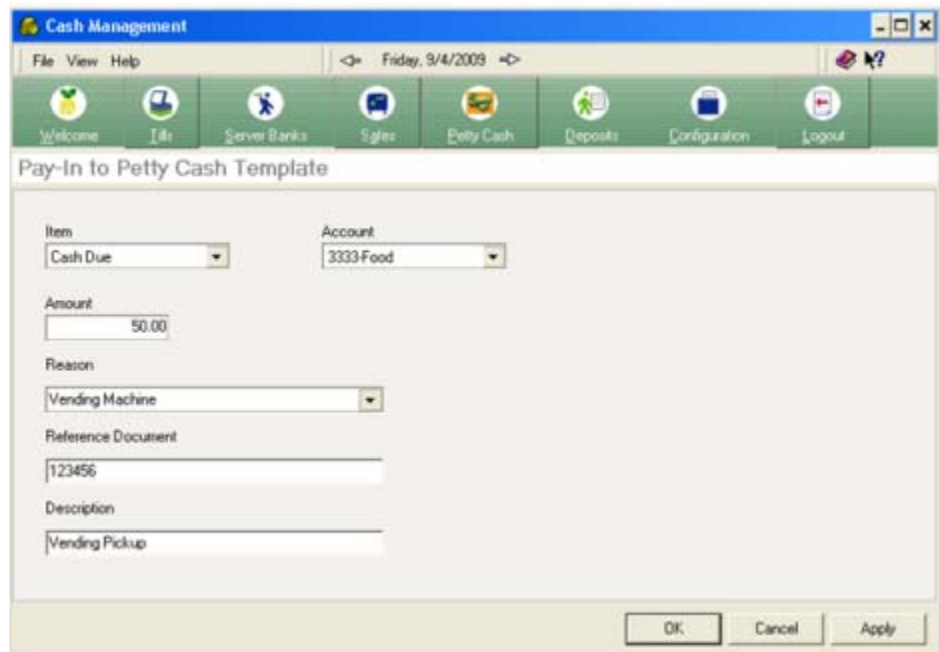 Cash Management
File View Help Friday, 9/4/2009
Welcome Tills Server Banks Sales Petty Cash Deposits Configuration Logout
Pay-In to Petty Cash Template
Item Account
Cash Due 3333-Food
Amount
50.00
Reason
Vending Machine
Reference Document
123456
Description
Vending Pickup
OK Cancel Apply